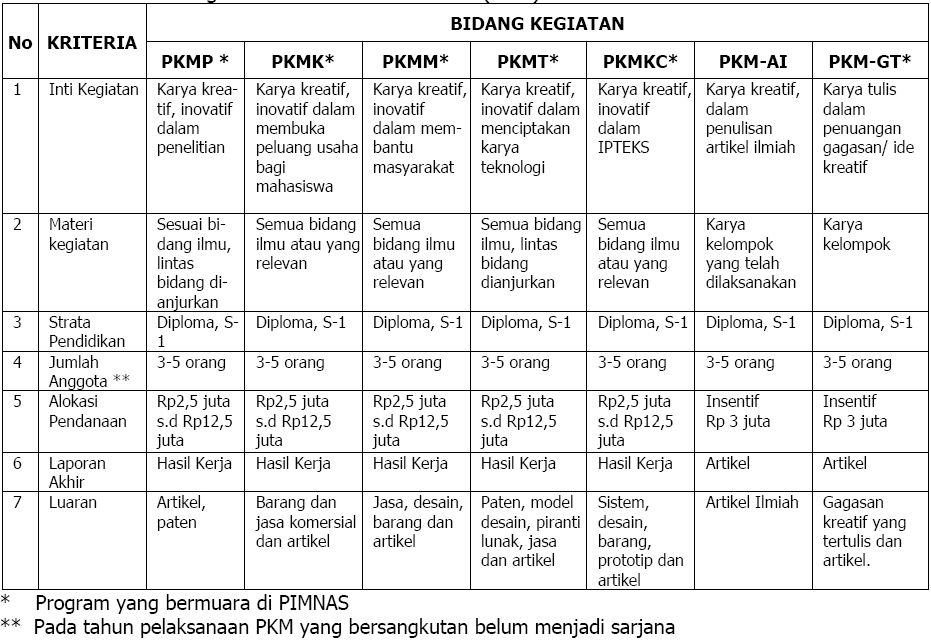 No
KRITERIA
BIDANG KEGIATAN
PKMP *
PKMK*
PKMM*
PKMT*
PKMKC*
PKM-AI
PKM-GT*
1
Inti Kegiatan
Karya krea-
tif, inovatif
dalam
penelitian
Karya kreatif,
inovatif dalam
membuka
peluang usaha
bagi
mahasiswa
Karya kreatif,
inovatif
dalam mem-
bantu
masyarakat
Karya kreatif,
inovatif dalam
menciptakan
karya
teknologi
Karya kreatif,
inovatif
dalam
IPTEKS
Karya kreatif,
dalam
penulisan
artikel ilmiah
Karya tulis
dalam
penuangan
gagasan/ ide
kreatif
2
Materi
kegiatan
Sesuai bi-
dang ilmu,
lintas
bidang di-
anjurkan
Semua bidang
ilmu atau yang
relevan
Semua
bidang ilmu
atau yang
relevan
Semua bidang
ilmu, lintas
bidang
dianjurkan
Semua
bidang ilmu
atau yang
relevan
Karya
kelompok
yang telah
dilaksanakan
Karya
kelompok
3
Strata
Pendidikan
Diploma, S-
1
Diploma, S-1
Diploma, S-1
Diploma, S-1
Diploma, S-1
Diploma, S-1
Diploma, S-1
4
Jumlah
Anggota **
3-5 orang
3-5 orang
3-5 orang
3-5 orang
3-5 orang
3-5 orang
3-5 orang
5
Alokasi
Pendanaan
Rp2,5 juta
s.d Rp12,5
juta
Rp2,5 juta
s.d Rp12,5
juta
Rp2,5 juta
s.d Rp12,5
juta
Rp2,5 juta
s.d Rp12,5
juta
Rp2,5 juta
s.d Rp12,5
juta
Insentif
Rp 3 juta
Insentif
Rp 3 juta
6
Laporan
Akhir
Hasil Kerja
Hasil Kerja
Hasil Kerja
Hasil Kerja
Hasil Kerja
Artikel
Artikel
7
Luaran
Artikel,
paten
Barang dan
jasa komersial
dan artikel
Jasa, desain,
barang dan
artikel
Paten, model
desain, piranti
lunak, jasa
dan artikel
Sistem,
desain,
barang,
prototip dan
artikel
Artikel Ilmiah
Gagasan
kreatif yang
tertulis dan
artikel.
* Program yang bermuara di PIMNAS
** Pada tahun pelaksanaan PKM yang bersangkutan belum menjadi sarjana